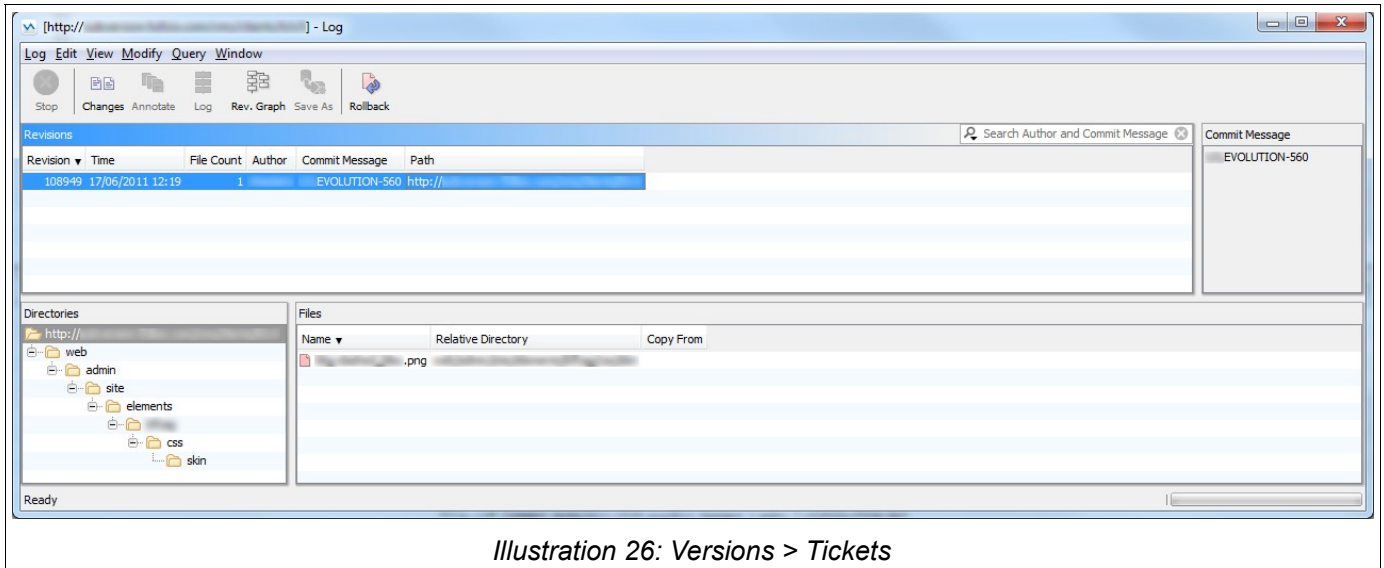 [http:// ] - Log
Log Edit View Modify Query Window
Stop Changes Annotate Log Rev. Graph Save As Rollback
Revisions
Search Author and Commit Message
Revision Time File Count Author Commit Message Path
108949 17/06/2011 12:19 1 EVOLUTION-560 http://
Commit Message
EVOLUTION-560
Directories
http://
web
admin
site
elements
css
skin
Files
Name Relative Directory Copy From
.png
Ready
Illustration 26: Versions > Tickets